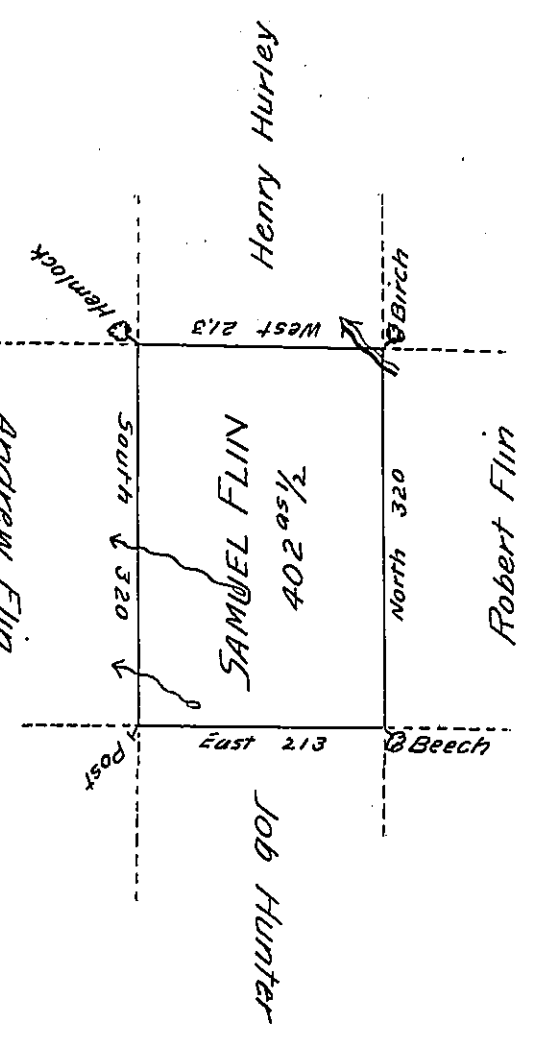 Henry Hurley
Hemlock
West 213
Birch
South 320
SAMUEL FLIN
402 as 1/2
North 320
Robert Flin
Andrew Flin
Post
East 213
Beech
Job Hunter